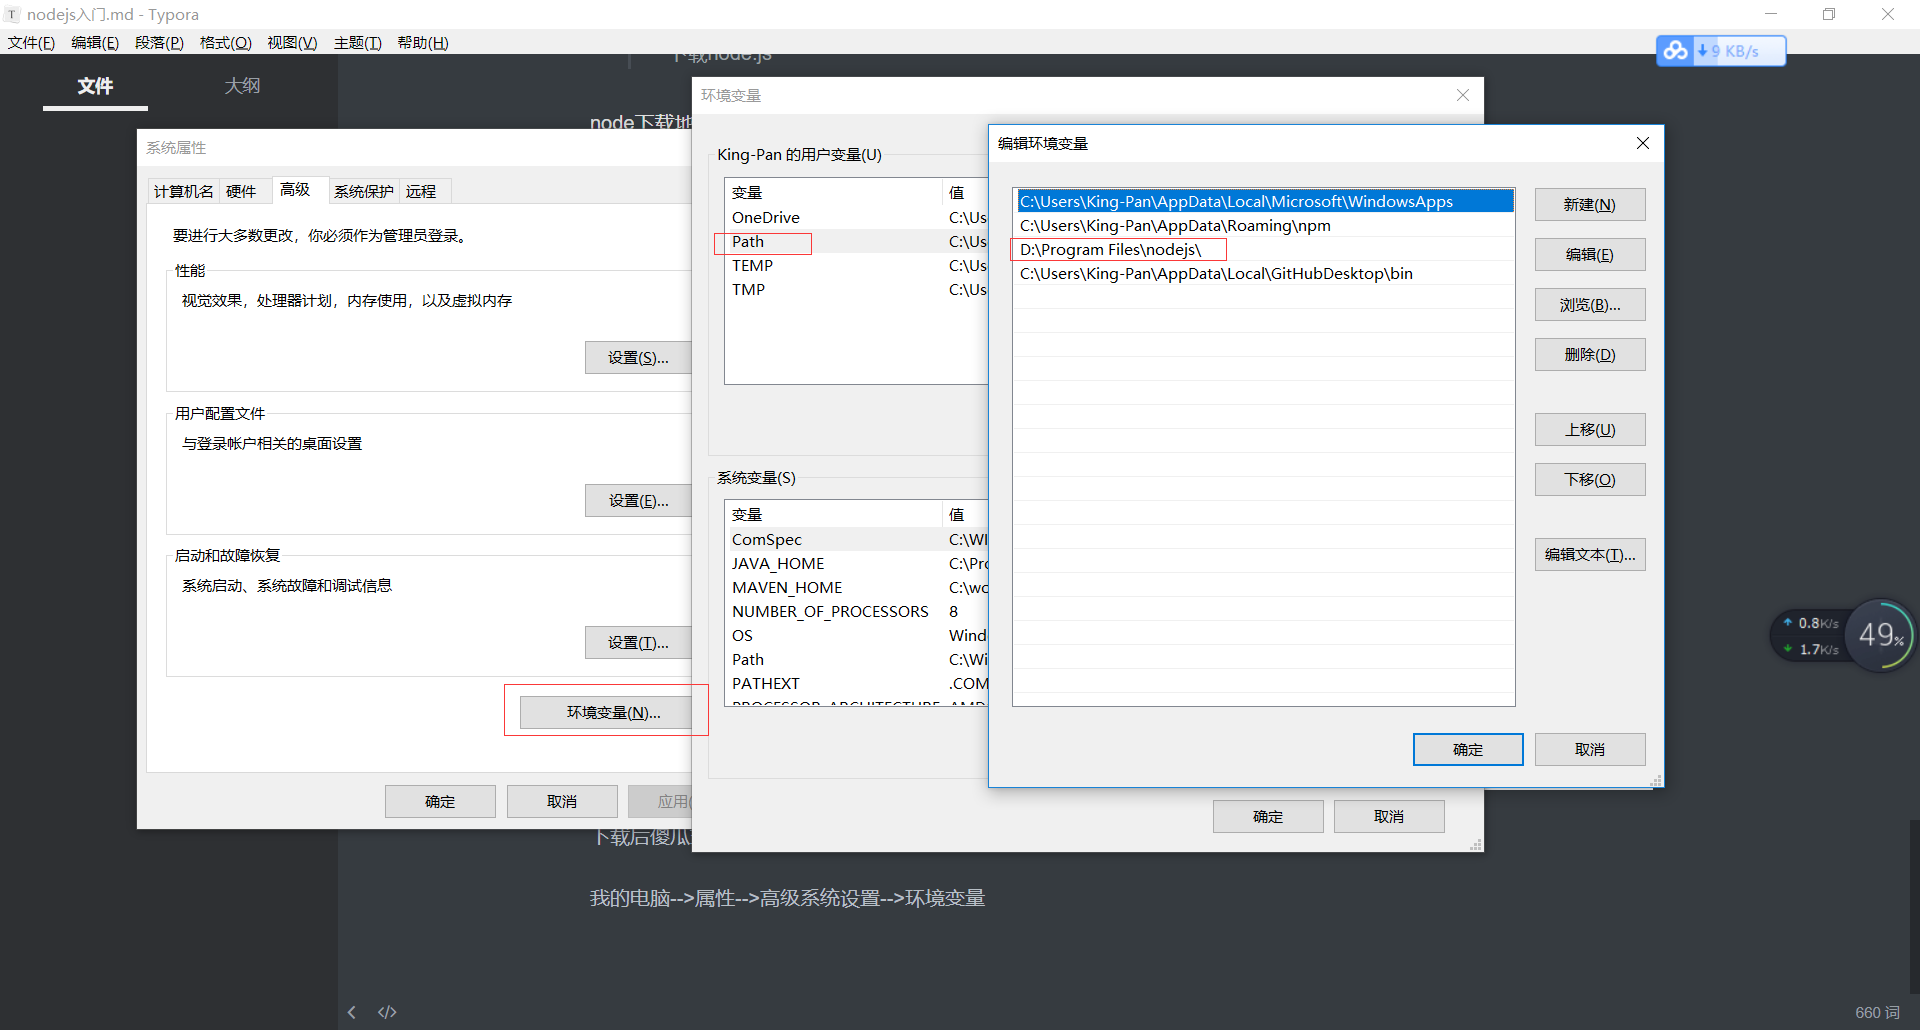 nodejs入门.md - Typora
文件(F) 编辑(E) 段落(P) 格式(O) 视图(V) 主题(T) 帮助(H)
9 KB/s
文件 大纲
下载node.js
node下载地
系统属性
计算机名 硬件 高级 系统保护 远程
要进行大多数更改，你必须作为管理员登录。
性能
视觉效果，处理器计划，内存使用，以及虚拟内存
设置(S)...
用户配置文件
与登录帐户相关的桌面设置
设置(E)...
启动和故障恢复
系统启动、系统故障和调试信息
设置(T)...
环境变量(N)...
确定 取消 应用(
环境变量
King-Pan 的用户变量(U)
变量 值
OneDrive C:\Us
Path C:\Us
TEMP C:\Us
TMP C:\Us
系统变量(S)
变量 值
ComSpec C:\WI
JAVA_HOME C:\Pro
MAVEN_HOME C:\wo
NUMBER_OF_PROCESSORS 8
OS Wind
Path C:\Wi
PATHEXT .COM
PROCESSOR_ARCHITECTURE AMD
确定 取消
编辑环境变量
C:\Users\King-Pan\AppData\Local\Microsoft\WindowsApps
C:\Users\King-Pan\AppData\Roaming\npm
D:\Program Files\nodejs\
C:\Users\King-Pan\AppData\Local\GitHubDesktop\bin
新建(N)
编辑(E)
浏览(B)...
删除(D)
上移(U)
下移(O)
编辑文本(T)...
确定 取消
0.8K/s
1.7K/s
49%
下载后傻瓜
我的电脑-->属性-->高级系统设置-->环境变量
660 词